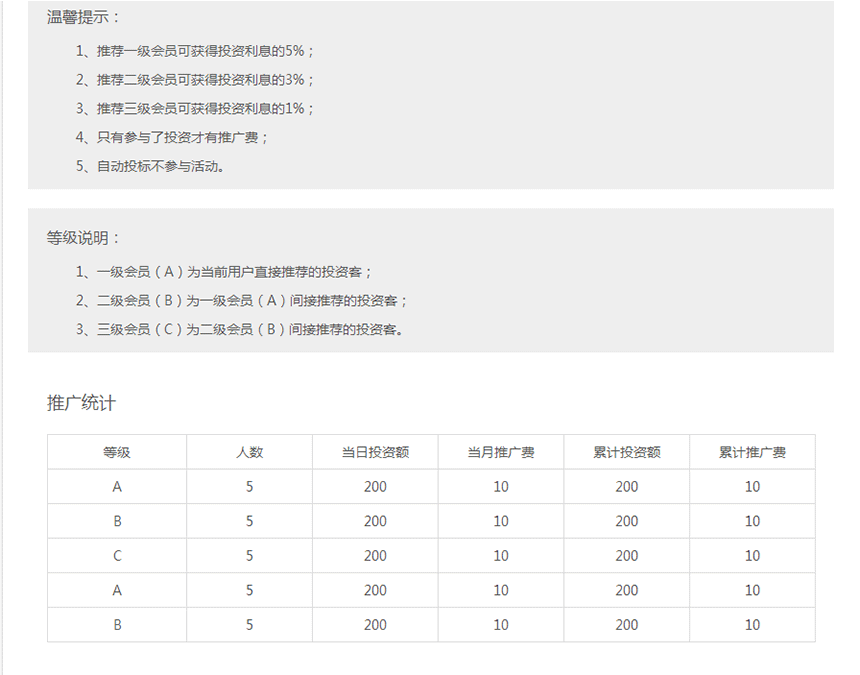 温馨提示：
1、推荐一级会员可获得投资利息的5%；
2、推荐二级会员可获得投资利息的3%；
3、推荐三级会员可获得投资利息的1%；
4、只有参与了投资才有推广费；
5、自动投标不参与活动。
等级说明：
1、一级会员（A）为当前用户直接推荐的投资客；
2、二级会员（B）为一级会员（A）间接推荐的投资客；
3、三级会员（C）为二级会员（B）间接推荐的投资客。
推广统计
等级 人数 当日投资额 当月推广费 累计投资额 累计推广费
A 5 200 10 200 10
B 5 200 10 200 10
C 5 200 10 200 10
A 5 200 10 200 10
B 5 200 10 200 10